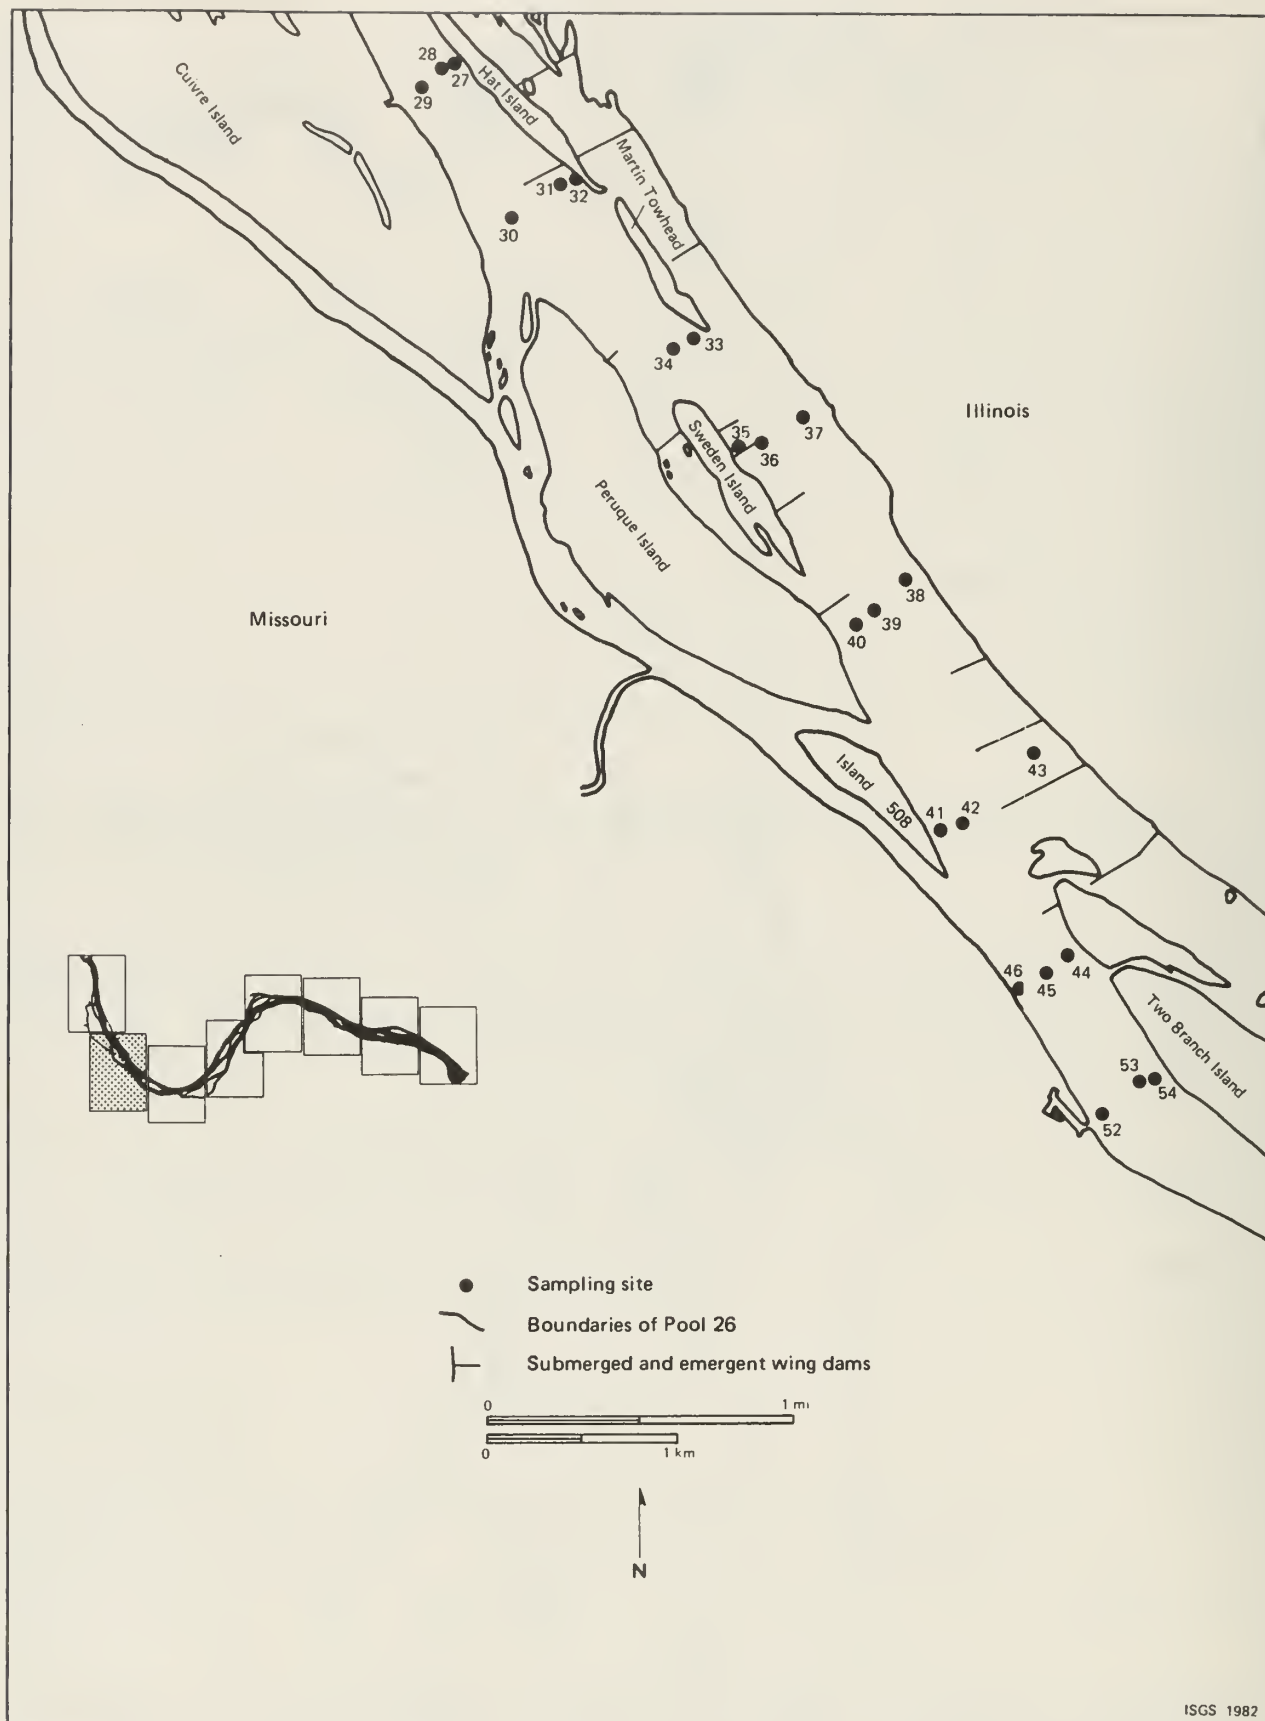 28
27
29
Cuivre Island
Hat Island
Martin Towhead
31
32
30
33
34
Illinois
37
35
36
Sweden Island
Peruque Island
38
39
40
Missouri
43
Island 508
41
42
46
45
44
Two Branch Island
53
54
52
Sampling site
Boundaries of Pool 26
Submerged and emergent wing dams
0 1 mi
0 1 km
N
ISGS 1982